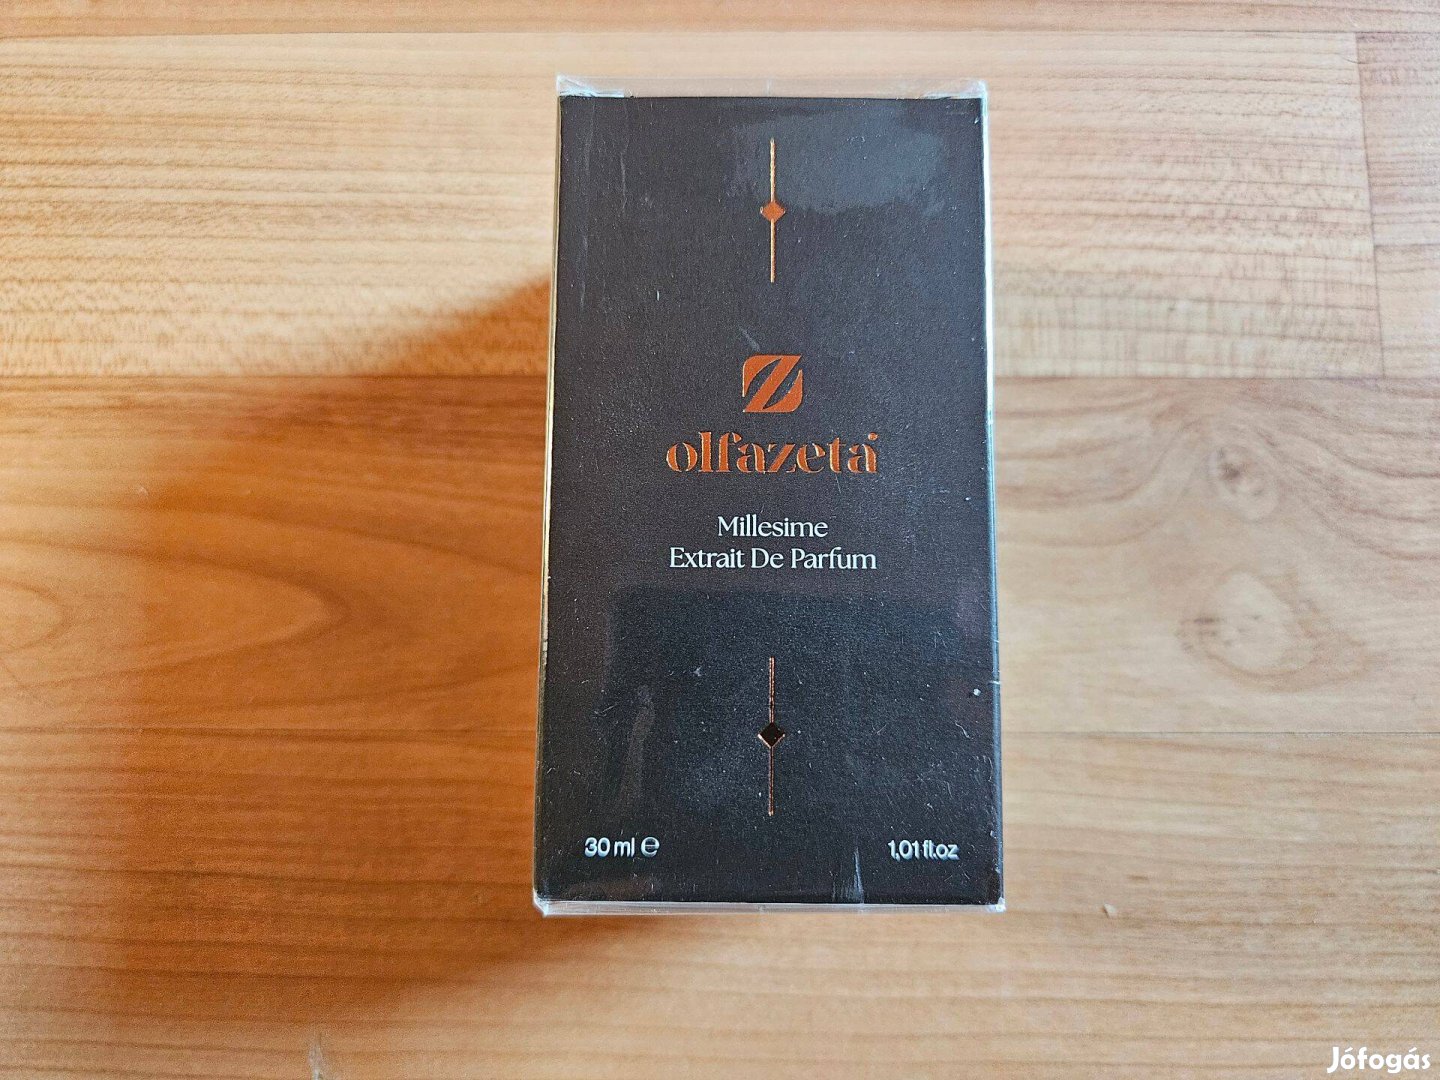 olfazeta
Millesime
Extrait De Parfum
30 ml ℮
1,01 fl.oz
Jófogás